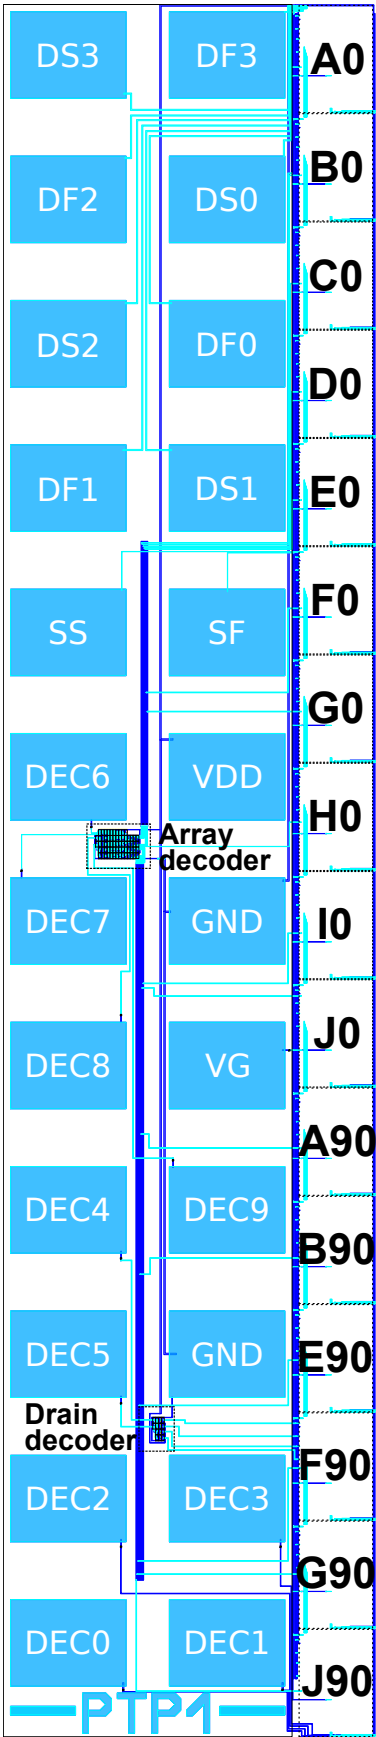 DS3 DF3 A0
DF2 DS0 B0
DS2 DF0 C0
D0
DF1 DS1 E0
SS SF F0
G0
DEC6 VDD H0
Array
decoder
DEC7 GND I0
DEC8 VG J0
A90
DEC4 DEC9 B90
DEC5 GND E90
Drain
decoder
DEC2 DEC3 F90
G90
DEC0 DEC1 J90
PTP1